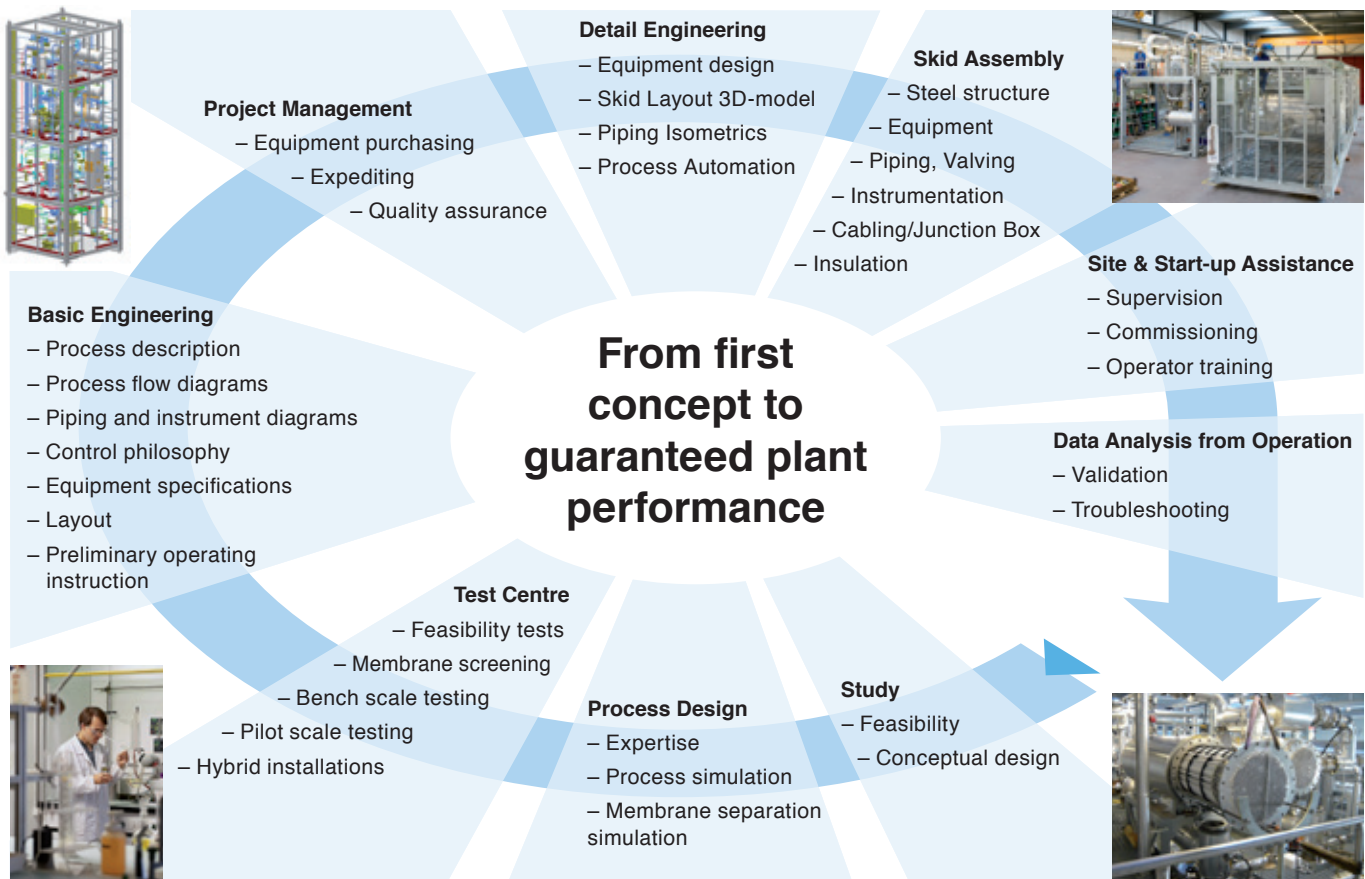 Detail Engineering
– Equipment design
– Skid Layout 3D-model
– Piping Isometrics
– Process Automation
Skid Assembly
– Steel structure
– Equipment
– Piping, Valving
– Instrumentation
– Cabling/Junction Box
– Insulation
Project Management
– Equipment purchasing
– Expediting
– Quality assurance
Site & Start-up Assistance
– Supervision
– Commissioning
– Operator training
Basic Engineering
– Process description
– Process flow diagrams
– Piping and instrument diagrams
– Control philosophy
– Equipment specifications
– Layout
– Preliminary operating
instruction
From first
concept to
guaranteed plant
performance
Data Analysis from Operation
– Validation
– Troubleshooting
Test Centre
– Feasibility tests
– Membrane screening
– Bench scale testing
– Pilot scale testing
– Hybrid installations
Process Design
– Expertise
– Process simulation
– Membrane separation
simulation
Study
– Feasibility
– Conceptual design